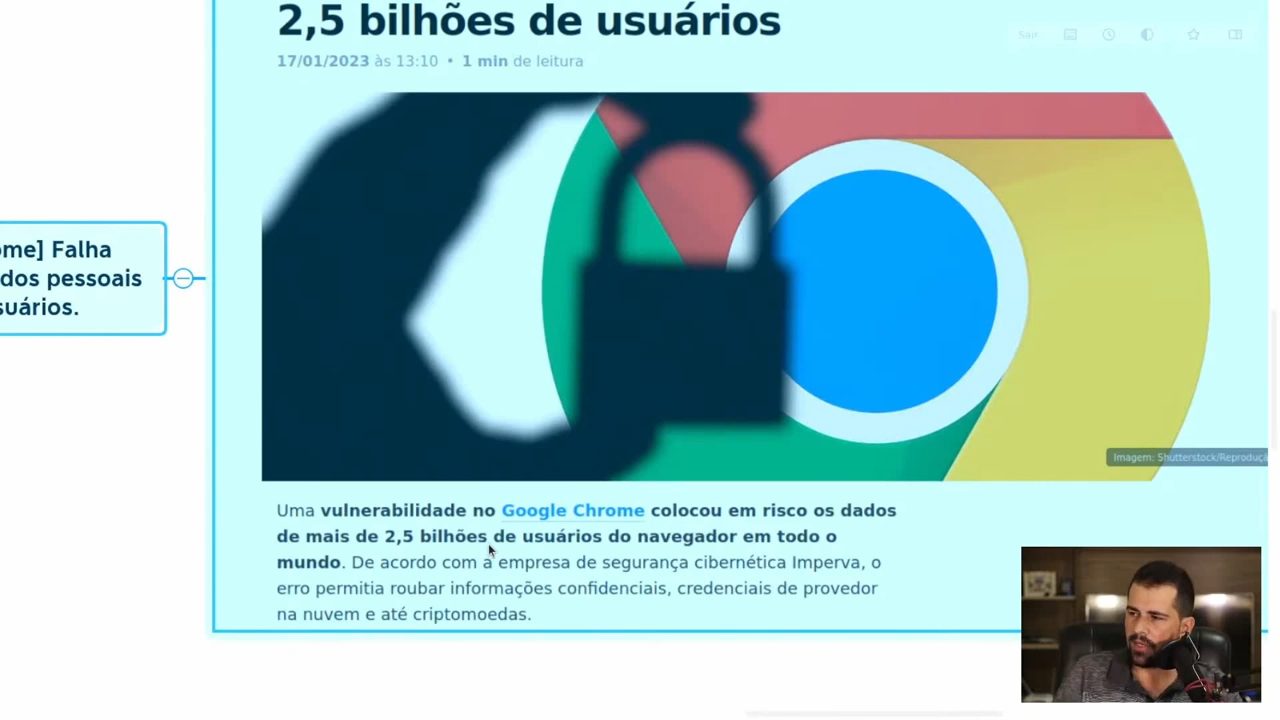 2,5 bilhões de usuários
Sair
17/01/2023 às 13:10 • 1 min de leitura
ome] Falha
dos pessoais
suários.
Imagem: Shutterstock/Reproduçã
Uma vulnerabilidade no Google Chrome colocou em risco os dados
de mais de 2,5 bilhões de usuários do navegador em todo o
mundo. De acordo com a empresa de segurança cibernética Imperva, o
erro permitia roubar informações confidenciais, credenciais de provedor
na nuvem e até criptomoedas.